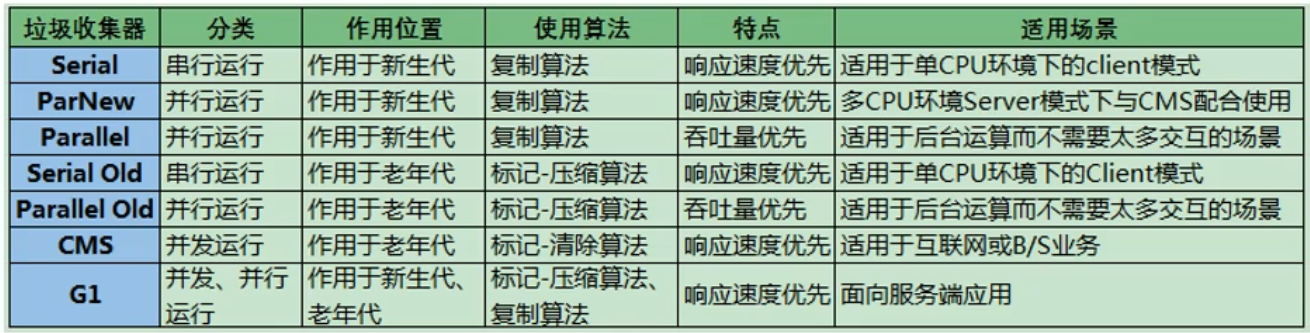 垃圾收集器 分类 作用位置 使用算法 特点 适用场景
Serial 串行运行 作用于新生代 复制算法 响应速度优先 适用于单CPU环境下的client模式
ParNew 并行运行 作用于新生代 复制算法 响应速度优先 多CPU环境Server模式下与CMS配合使用
Parallel 并行运行 作用于新生代 复制算法 吞吐量优先 适用于后台运算而不需要太多交互的场景
Serial Old 串行运行 作用于老年代 标记-压缩算法 响应速度优先 适用于单CPU环境下的Client模式
Parallel Old 并行运行 作用于老年代 标记-压缩算法 吞吐量优先 适用于后台运算而不需要太多交互的场景
CMS 并发运行 作用于老年代 标记-清除算法 响应速度优先 适用于互联网或B/S业务
G1 并发、并行运行 作用于新生代、老年代 标记-压缩算法、复制算法 响应速度优先 面向服务端应用